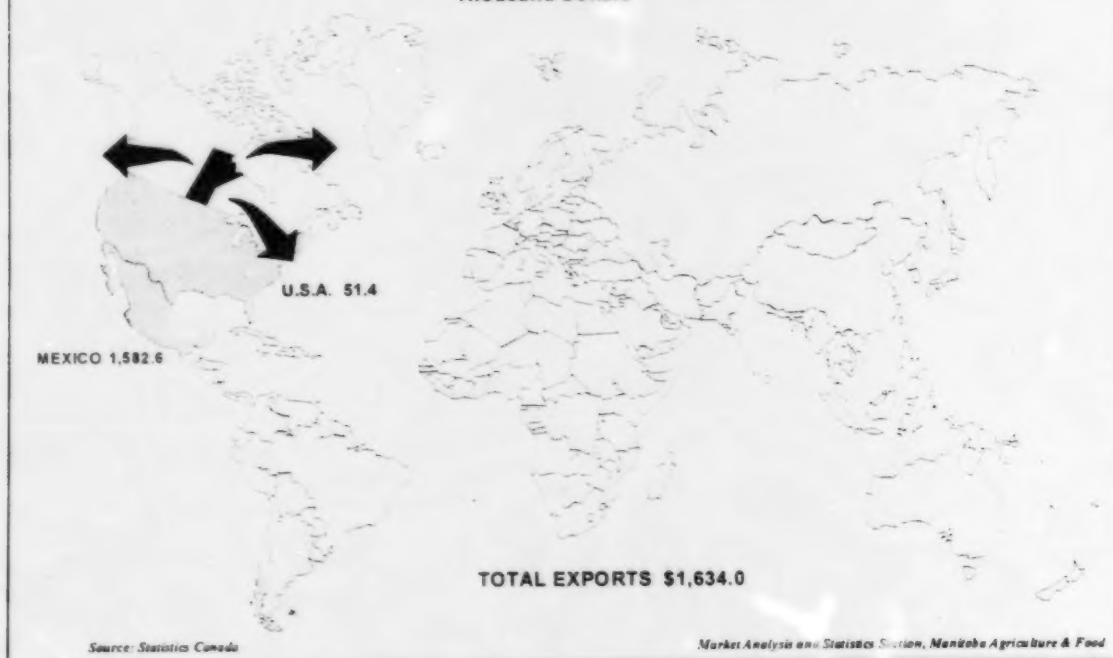 U.S.A. 51.4
MEXICO 1,582.6
TOTAL EXPORTS $1,634.0
Source: Statistics Canada
Market Analysis and Statistics Section, Manitoba Agriculture & Food